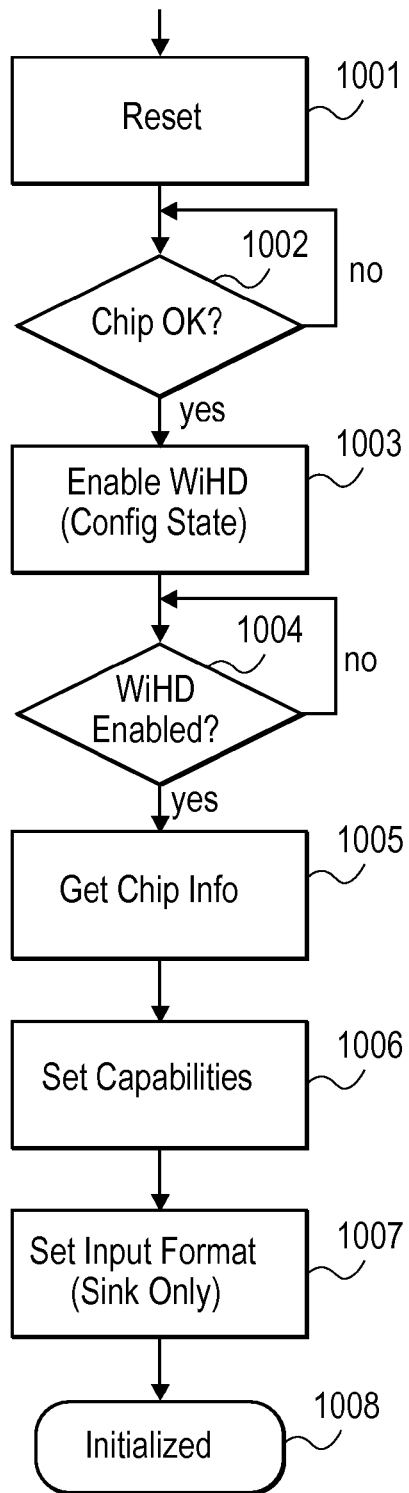 1001
Reset
1002
no
Chip OK?
yes
1003
Enable WiHD
(Config State)
1004
no
WiHD
Enabled?
yes
1005
Get Chip Info
1006
Set Capabilities
1007
Set Input Format
(Sink Only)
1008
Initialized